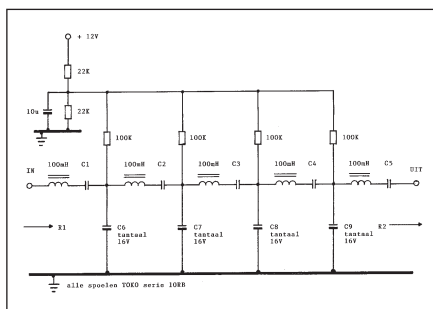 + 12V
22K
10u
22K
100K 100K 100K 100K
IN 100mH C1 100mH C2 100mH C3 100mH C4 100mH C5 UIT
R1 C6 tantaal 16V C7 tantaal 16V C8 tantaal 16V R2 C9 tantaal 16V
alle spoelen TOKO serie 10RB